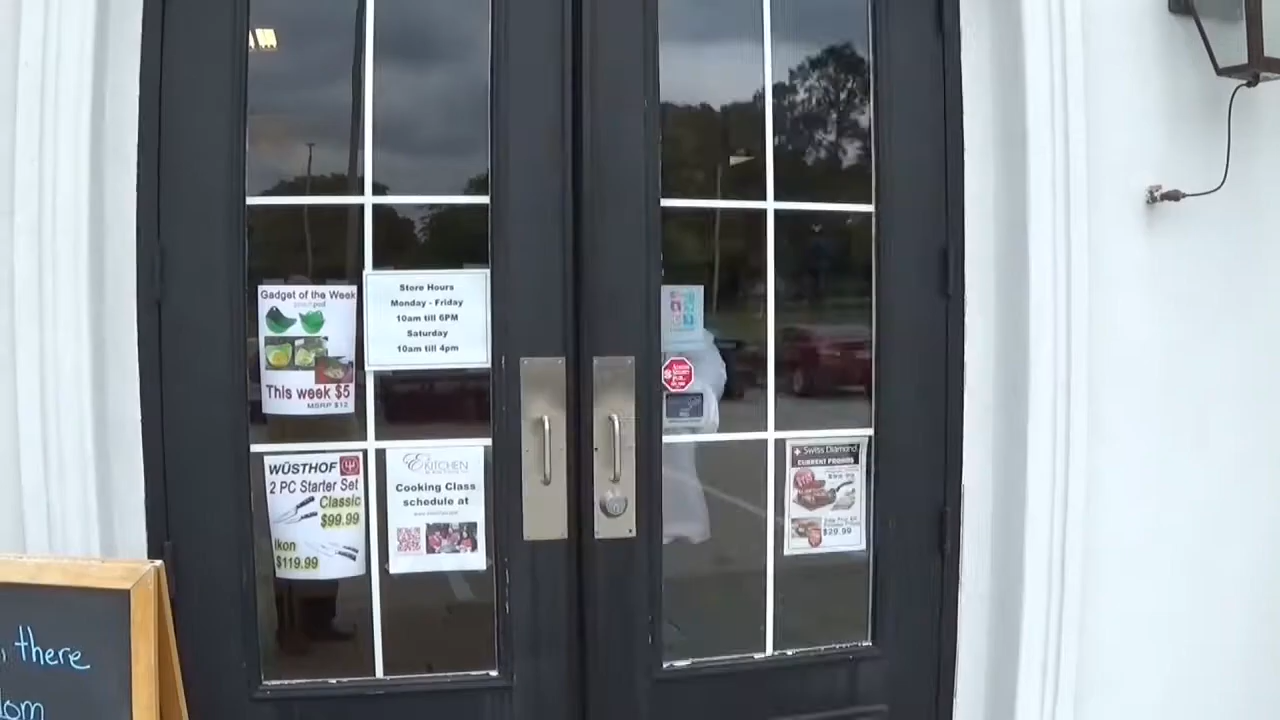 Gadget of the Week
This week $5
MSRP $12
Store Hours
Monday - Friday
10am till 6PM
Saturday
10am till 4pm
WÜSTHOF
2 PC Starter Set
Classic
$99.99
Ikon
$119.99
KITCHEN
Cooking Class
schedule at
Swiss Diamond
CURRENT PROMOS
$29.99
there